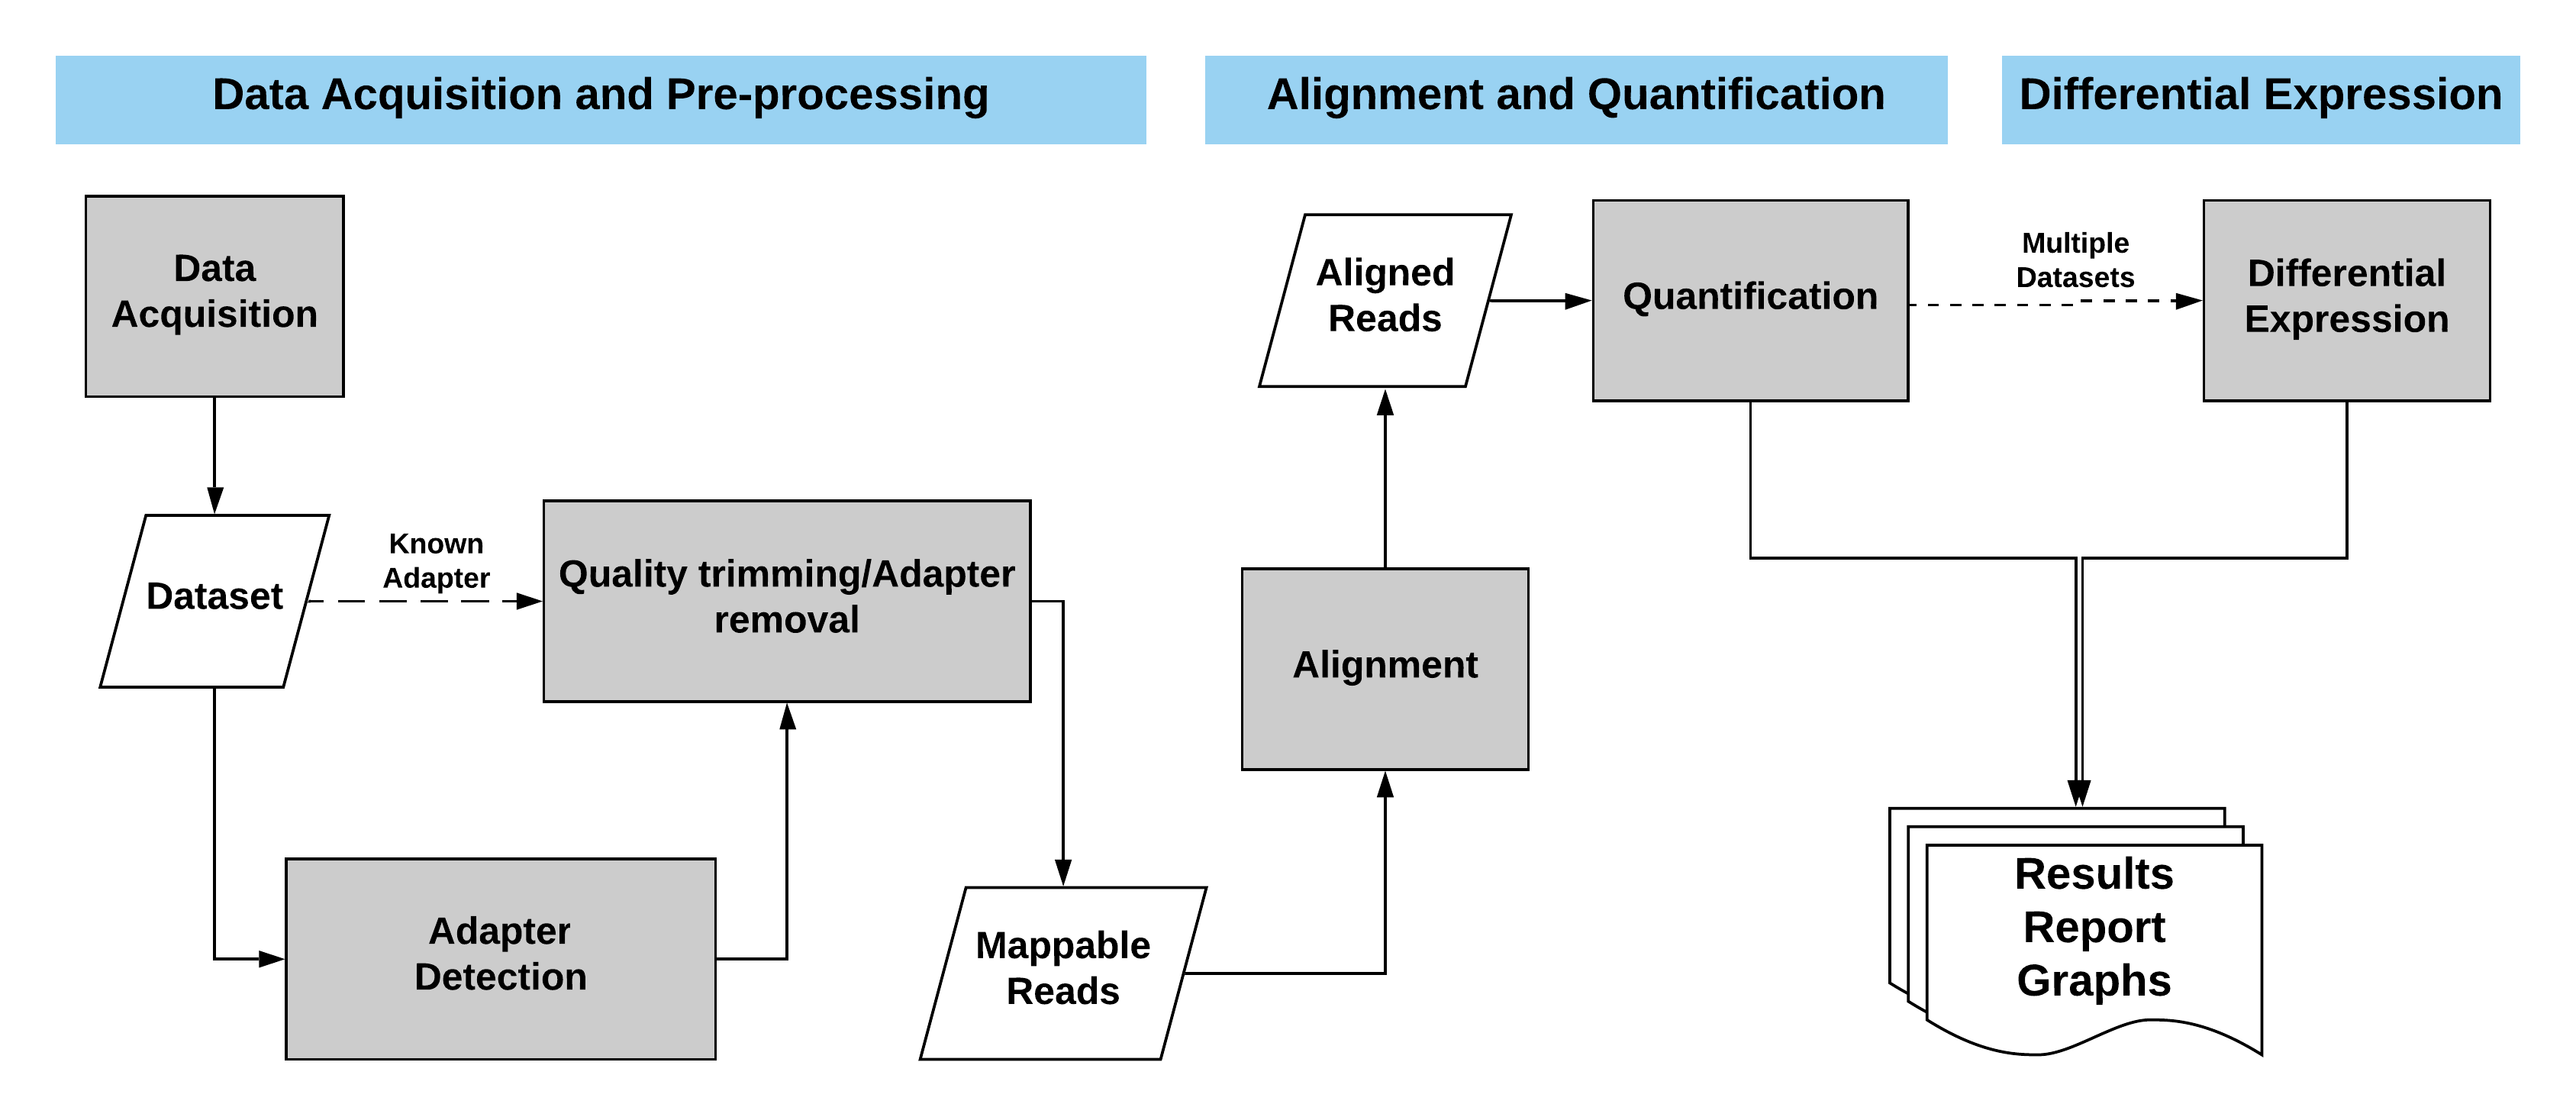 Data Acquisition and Pre-processing
Alignment and Quantification
Differential Expression
Data
Acquisition
Dataset
Known
Adapter
Quality trimming/Adapter
removal
Adapter
Detection
Mappable
Reads
Alignment
Aligned
Reads
Quantification
Multiple
Datasets
Differential
Expression
Results
Report
Graphs